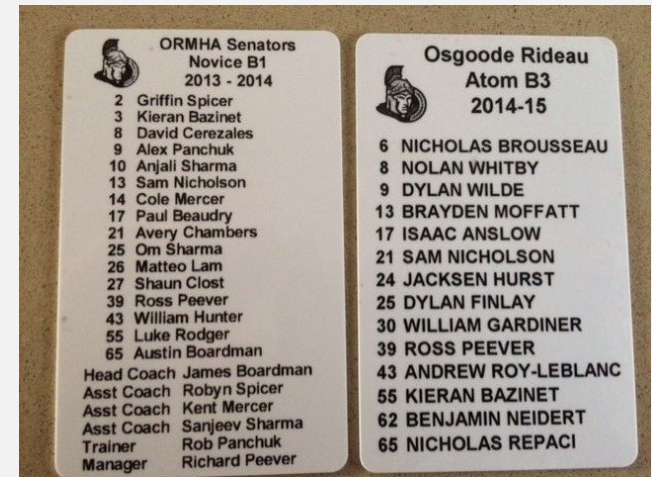 ORMHA Senators
Novice B1
2013 - 2014
2 Griffin Spicer
3 Kieran Bazinet
8 David Cerezales
9 Alex Panchuk
10 Anjali Sharma
13 Sam Nicholson
14 Cole Mercer
17 Paul Beaudry
21 Avery Chambers
25 Om Sharma
26 Matteo Lam
27 Shaun Clost
39 Ross Peever
43 William Hunter
55 Luke Rodger
65 Austin Boardman
Head Coach James Boardman
Asst Coach Robyn Spicer
Asst Coach Kent Mercer
Asst Coach Sanjeev Sharma
Trainer Rob Panchuk
Manager Richard Peever
Osgoode Rideau
Atom B3
2014-15
6 NICHOLAS BROUSSEAU
8 NOLAN WHITBY
9 DYLAN WILDE
13 BRAYDEN MOFFATT
17 ISAAC ANSLOW
21 SAM NICHOLSON
24 JACKSEN HURST
25 DYLAN FINLAY
30 WILLIAM GARDINER
39 ROSS PEEVER
43 ANDREW ROY-LEBLANC
55 KIERAN BAZINET
62 BENJAMIN NEIDERT
65 NICHOLAS REPACI